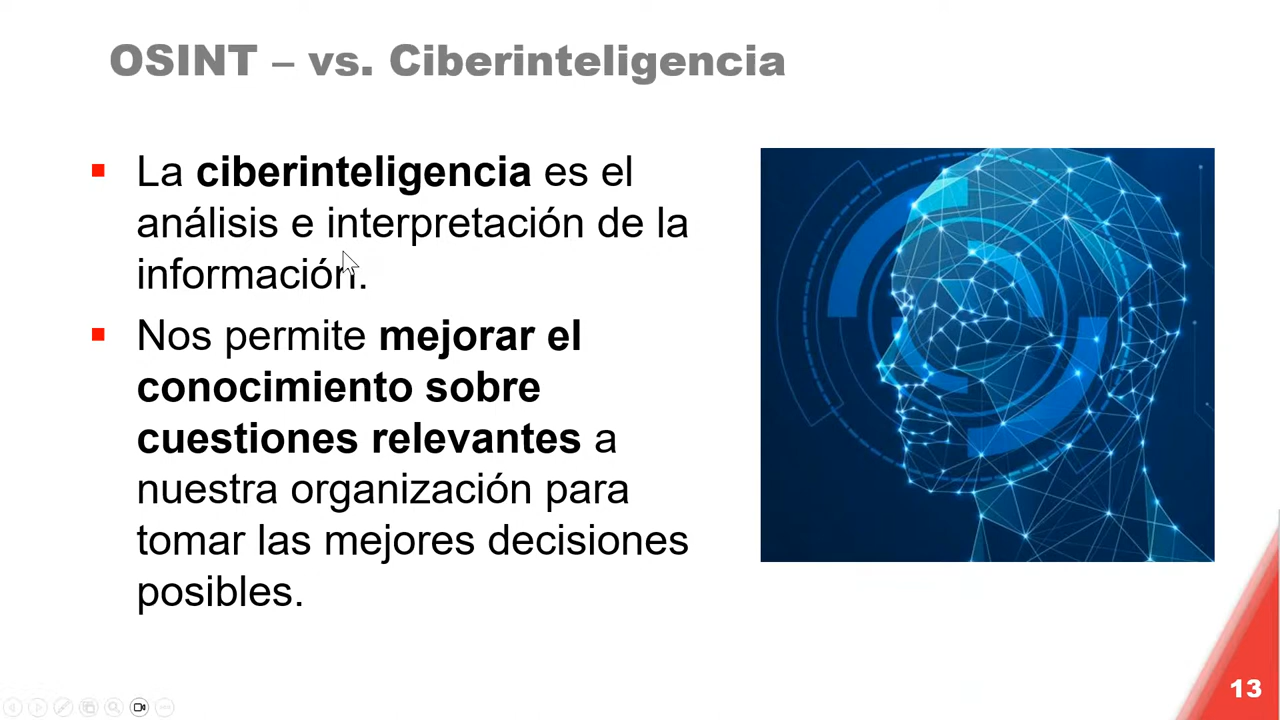 OSINT – vs. Ciberinteligencia
La ciberinteligencia es el
análisis e interpretación de la
información.
Nos permite mejorar el
conocimiento sobre
cuestiones relevantes a
nuestra organización para
tomar las mejores decisiones
posibles.
13